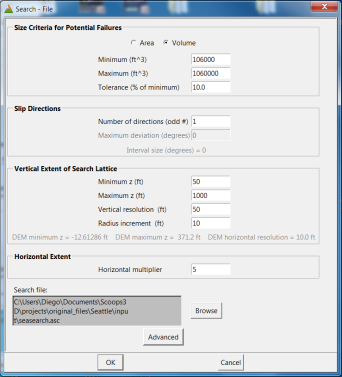 Search - File
Size Criteria for Potential Failures
Area Volume
Minimum (ft^3) 106000
Maximum (ft^3) 1060000
Tolerance (% of minimum) 10.0
Slip Directions
Number of directions (odd #) 1
Maximum deviation (degrees) 0
Interval size (degrees) = 0
Vertical Extent of Search Lattice
Minimum z (ft) 50
Maximum z (ft) 1000
Vertical resolution (ft) 50
Radius increment (ft) 10
DEM minimum z = -12.61286 ft DEM maximum z = 371.2 ft DEM horizontal resolution = 10.0 ft
Horizontal Extent
Horizontal multiplier 5
Search file:
C:\Users\Diego\Documents\Scoops3
D\projects\original_files\Seattle\inpu
t\seasearch.asc
Browse
Advanced
OK Cancel